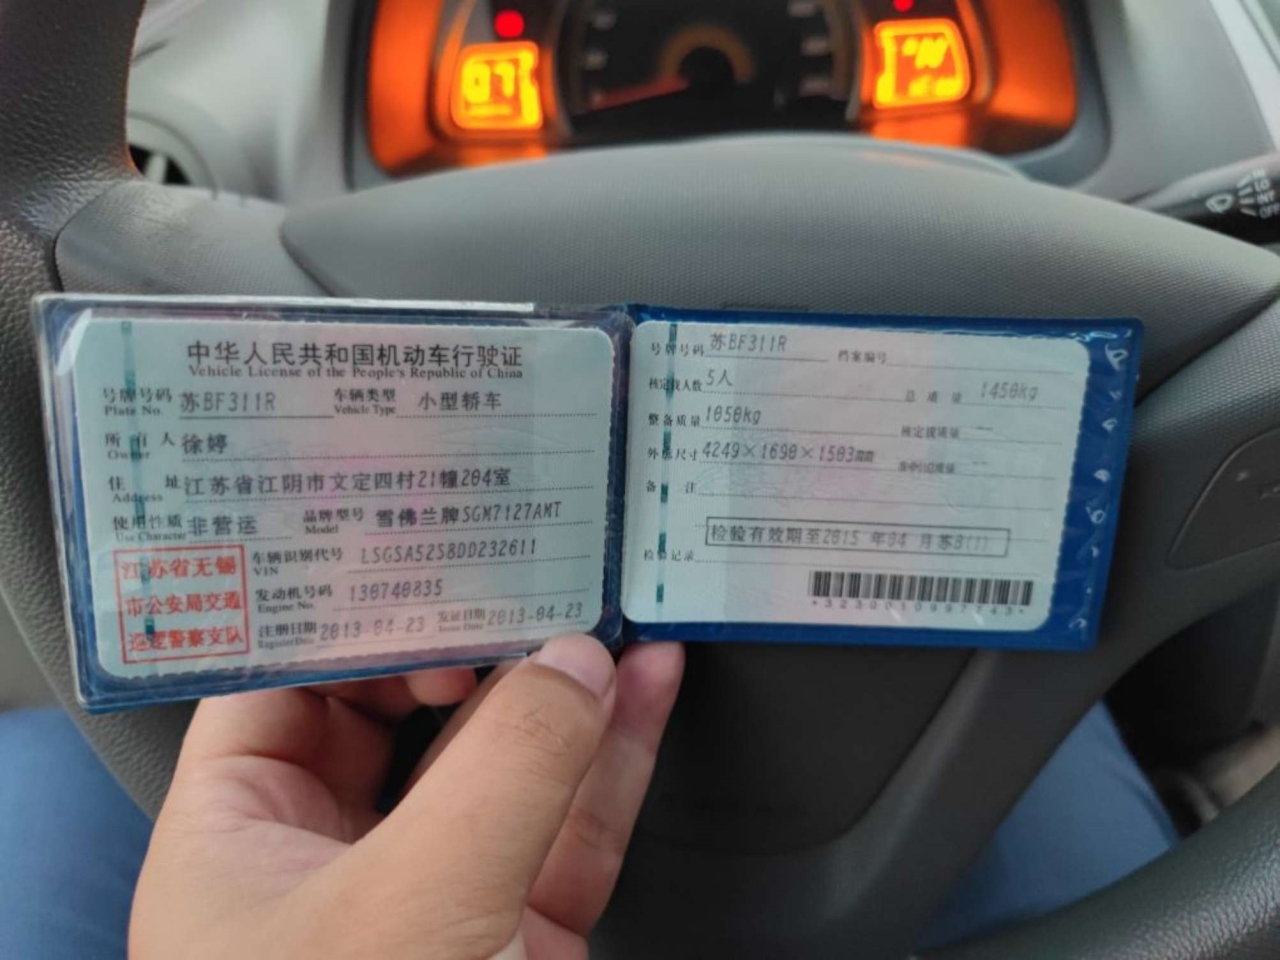 中华人民共和国机动车行驶证
Vehicle License of the People's Republic of China
号牌号码 苏BF311R 车辆类型 小型轿车
Plate No. Vehicle Type
所有人 徐婷
Owner
住址 江苏省江阴市文定四村21幢204室
Address
使用性质 非营运 品牌型号 雪佛兰牌SGM7127AMT
Use Character Model
江苏省无锡
市公安局交通
巡逻警察支队
车辆识别代号 LSGSA52S8DD232611
VIN
发动机号码 130740835
Engine No.
注册日期 2013-04-23 发证日期 2013-04-23
Register Date Issue Date
号牌号码 苏BF311R 档案编号
核定载人数 5人 总质量 1450kg
整备质量 1050kg 核定载质量 --
外廓尺寸 4249×1690×1503mm 准牵引总质量 --
备注
检验有效期至2015 年04 月苏B(1)
检验记录
*3230010997743*